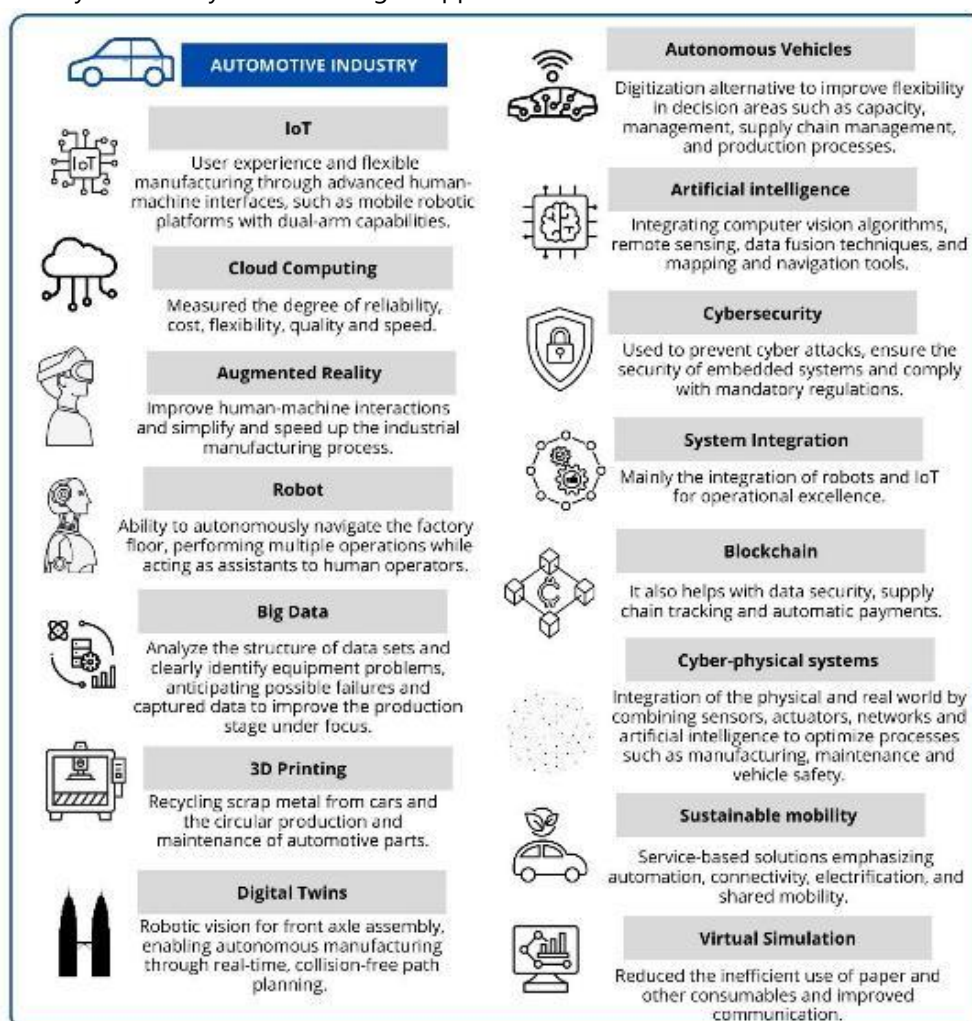 AUTOMOTIVE INDUSTRY
IoT
IoT
User experience and flexible
manufacturing through advanced human-
machine interfaces, such as mobile robotic
platforms with dual-arm capabilities.
Cloud Computing
Measured the degree of reliability,
cost, flexibility, quality and speed.
Augmented Reality
Improve human-machine interactions
and simplify and speed up the industrial
manufacturing process.
Robot
Ability to autonomously navigate the factory
floor, performing multiple operations while
acting as assistants to human operators.
Big Data
Analyze the structure of data sets and
clearly identify equipment problems,
anticipating possible failures and
captured data to improve the production
stage under focus.
3D Printing
Recycling scrap metal from cars and
the circular production and
maintenance of automotive parts.
Digital Twins
Robotic vision for front axle assembly,
enabling autonomous manufacturing
through real-time, collision-free path
planning.
Autonomous Vehicles
Digitization alternative to improve flexibility
in decision areas such as capacity,
management, supply chain management,
and production processes.
Artificial intelligence
Integrating computer vision algorithms,
remote sensing, data fusion techniques, and
mapping and navigation tools.
Cybersecurity
Used to prevent cyber attacks, ensure the
security of embedded systems and comply
with mandatory regulations.
System Integration
Mainly the integration of robots and IoT
for operational excellence.
Blockchain
It also helps with data security, supply
chain tracking and automatic payments.
Cyber-physical systems
Integration of the physical and real world by
combining sensors, actuators, networks and
artificial intelligence to optimize processes
such as manufacturing, maintenance and
vehicle safety.
Sustainable mobility
Service-based solutions emphasizing
automation, connectivity, electrification, and
shared mobility.
Virtual Simulation
Reduced the inefficient use of paper and
other consumables and improved
communication.